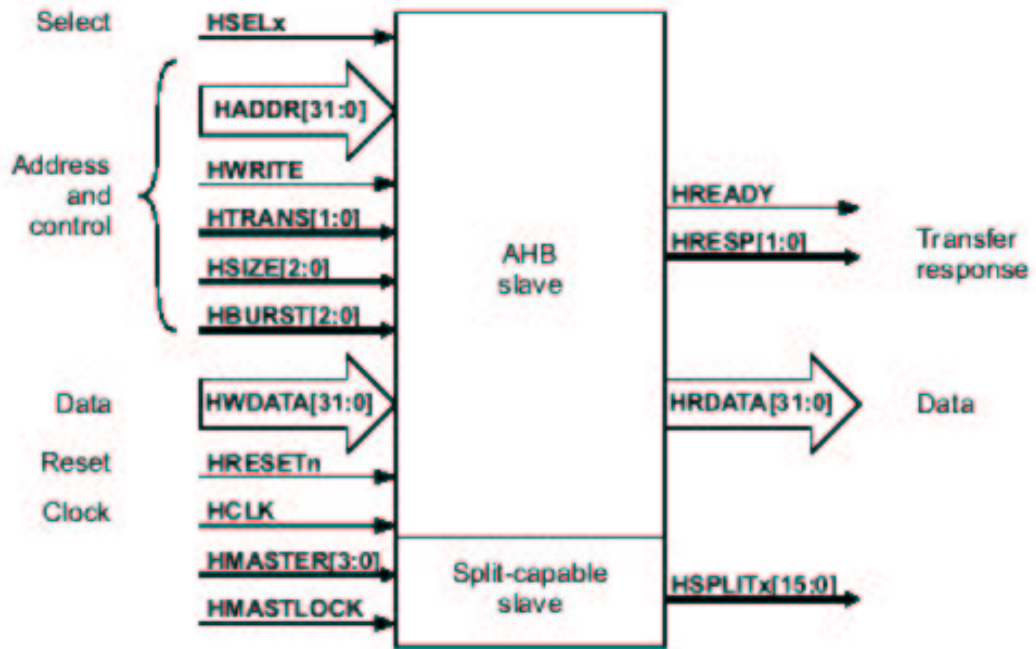 Select
HSELx
HADDR[31:0]
Address
and
control
HWRITE
HTRANS[1:0]
HSIZE[2:0]
HBURST[2:0]
Data
HWDATA[31:0]
Reset
HRESETn
Clock
HCLK
HMASTER[3:0]
HMASTLOCK
AHB
slave
Split-capable
slave
HREADY
HRESP[1:0]
Transfer
response
HRDATA[31:0]
Data
HSPLITx[15:0]